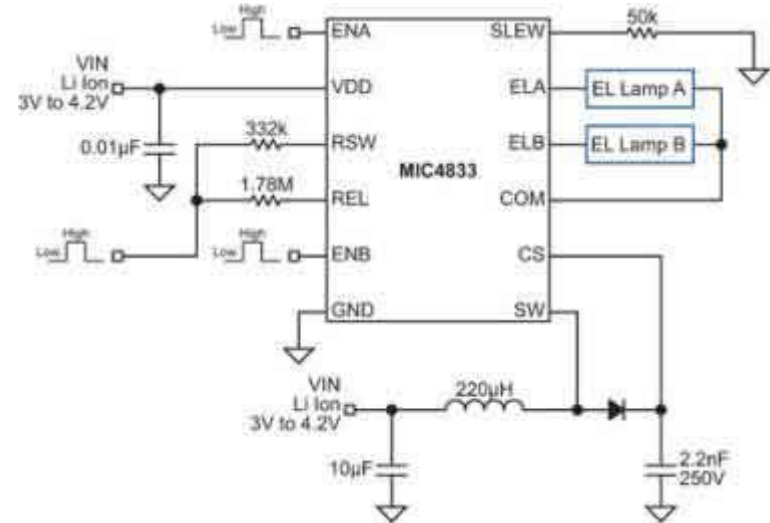 High
Low
ENA
SLEW
50k
VIN
Li Ion
3V to 4.2V
VDD
ELA
EL Lamp A
0.01µF
332k
RSW
ELB
EL Lamp B
MIC4833
1.78M
REL
COM
High
Low
High
Low
ENB
CS
GND
SW
VIN
Li Ion
3V to 4.2V
220µH
10µF
2.2nF
250V